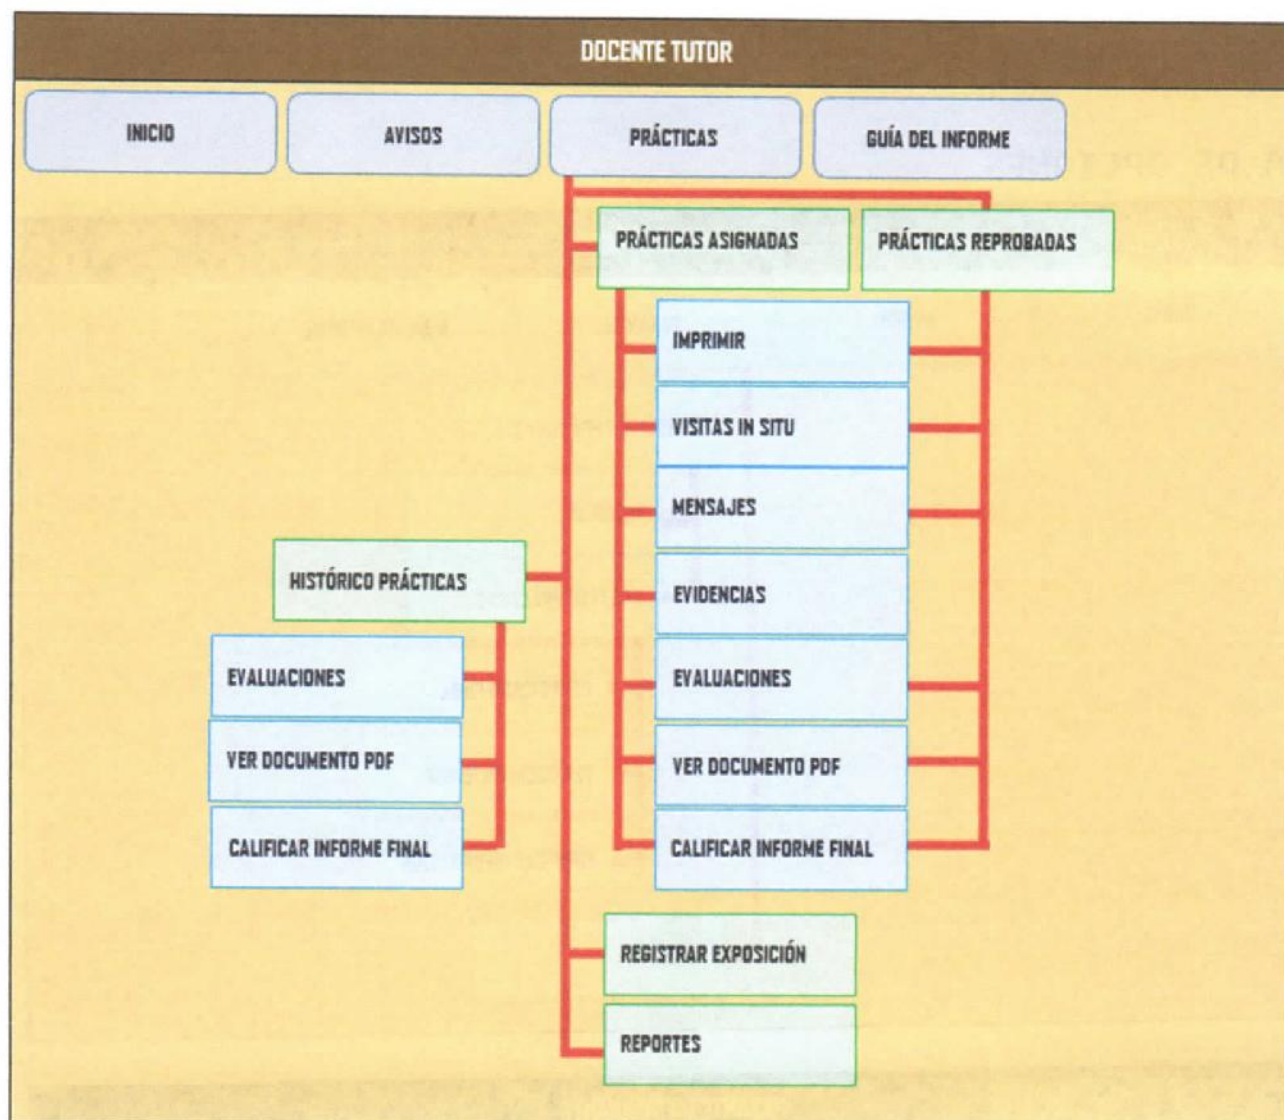 DOCENTE TUTOR
INICIO
AVISOS
PRÁCTICAS
GUÍA DEL INFORME
PRÁCTICAS ASIGNADAS
PRÁCTICAS REPROBADAS
IMPRIMIR
VISITAS IN SITU
MENSAJES
EVIDENCIAS
EVALUACIONES
VER DOCUMENTO PDF
CALIFICAR INFORME FINAL
HISTÓRICO PRÁCTICAS
EVALUACIONES
VER DOCUMENTO PDF
CALIFICAR INFORME FINAL
REGISTRAR EXPOSICIÓN
REPORTES